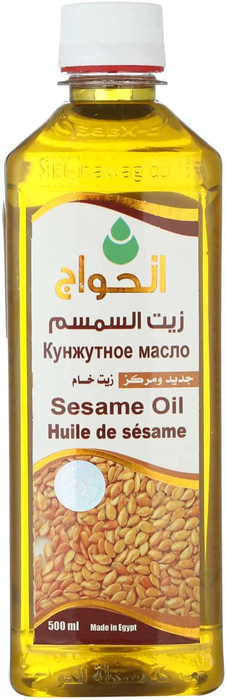 الحواج
زيت السمسم
Кунжутное масло
جديد ومركز زيت خام
Sesame Oil
Huile de sésame
500 ml Made in Egypt